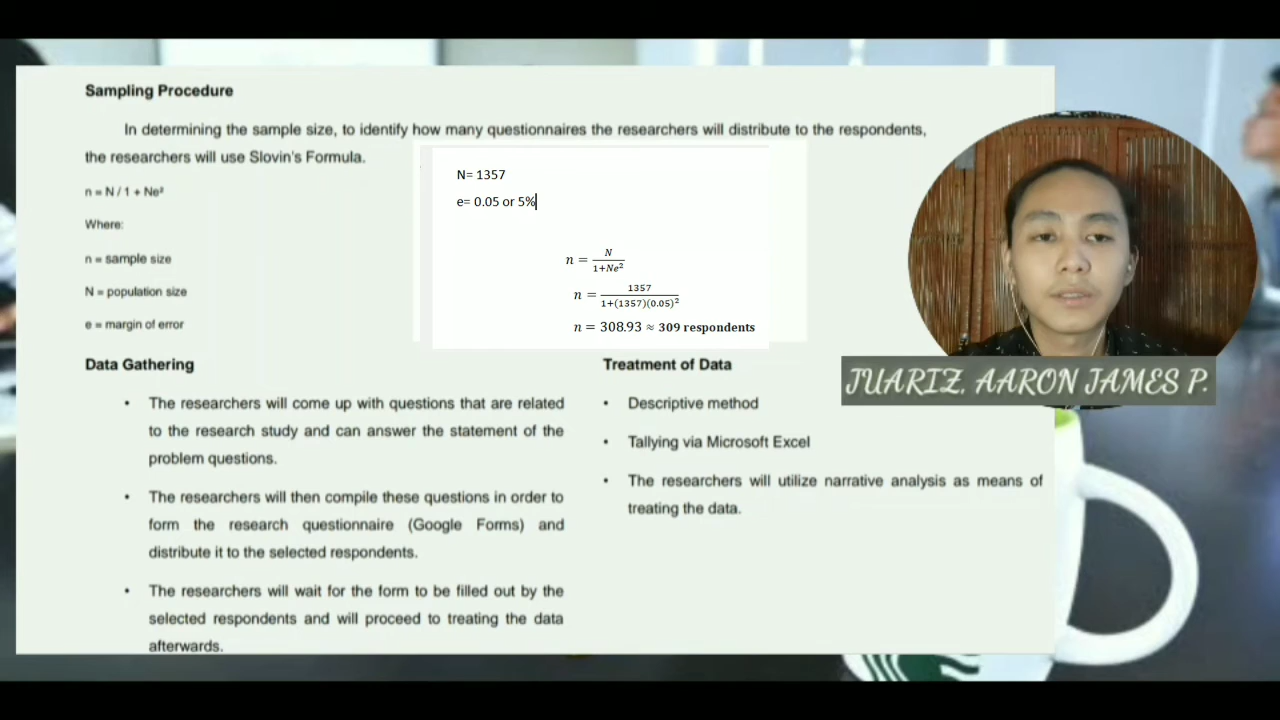 Sampling Procedure
In determining the sample size, to identify how many questionnaires the researchers will distribute to the respondents,
the researchers will use Slovin's Formula.
n = N / 1 + Ne²
Where:
n = sample size
N = population size
e = margin of error
N= 1357
e= 0.05 or 5%
n = N / 1+Ne²
n = 1357 / 1+(1357)(0.05)²
n = 308.93 ≈ 309 respondents
JUARIZ, AARON JAMES P.
Data Gathering
• The researchers will come up with questions that are related
to the research study and can answer the statement of the
problem questions.
• The researchers will then compile these questions in order to
form the research questionnaire (Google Forms) and
distribute it to the selected respondents.
• The researchers will wait for the form to be filled out by the
selected respondents and will proceed to treating the data
afterwards.
Treatment of Data
• Descriptive method
• Tallying via Microsoft Excel
• The researchers will utilize narrative analysis as means of
treating the data.